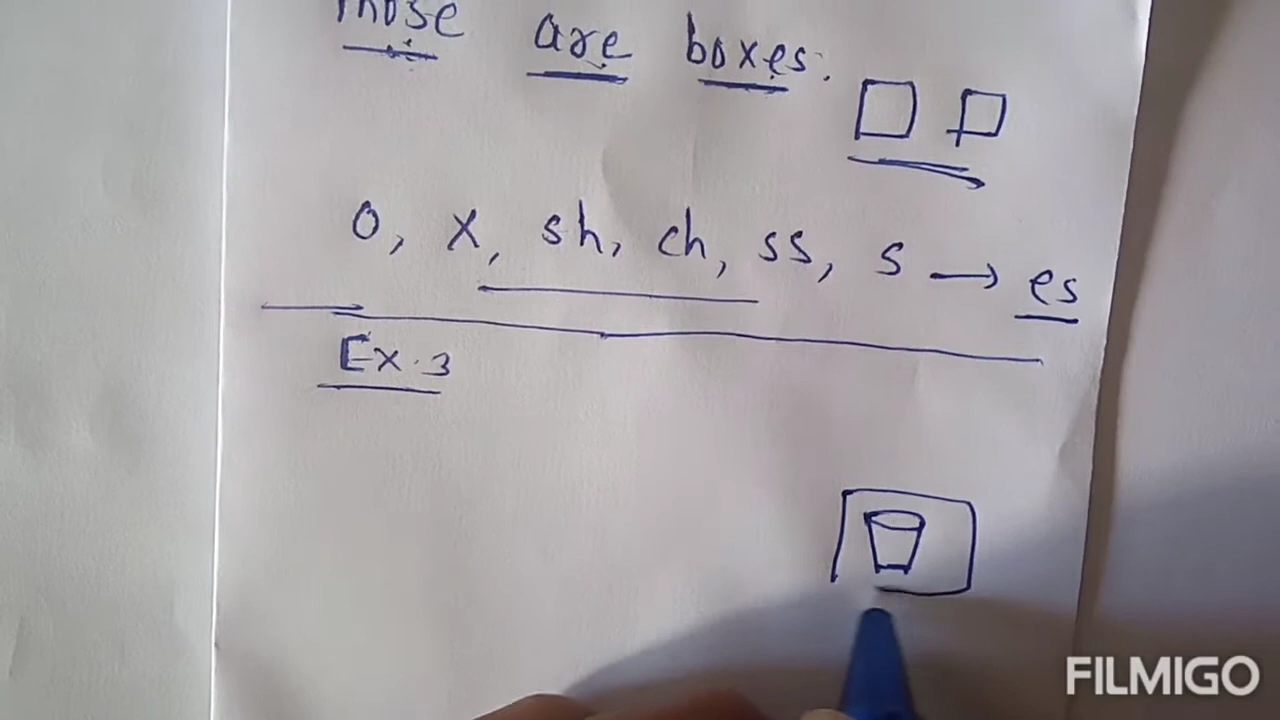 Those are boxes.
o, x, sh, ch, ss, s → es
Ex. 3
FILMIGO